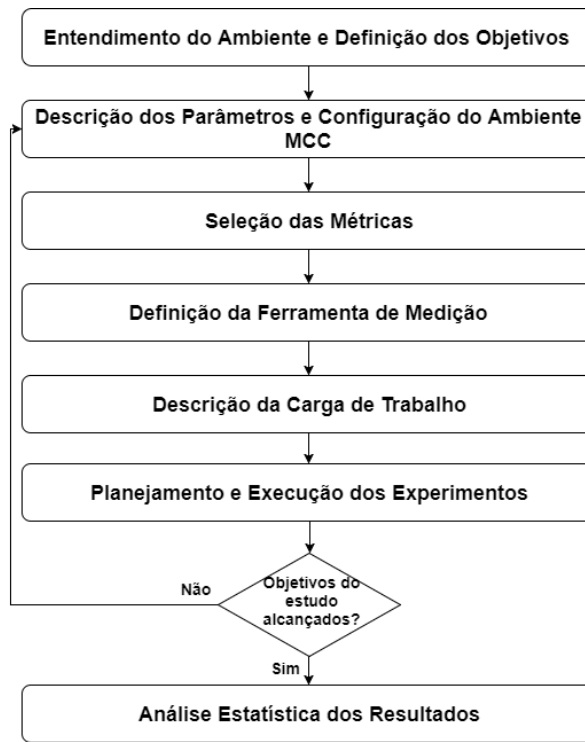 Entendimento do Ambiente e Definição dos Objetivos
Descrição dos Parâmetros e Configuração do Ambiente
MCC
Seleção das Métricas
Definição da Ferramenta de Medição
Descrição da Carga de Trabalho
Planejamento e Execução dos Experimentos
Objetivos do
estudo
alcançados?
Não
Sim
Análise Estatística dos Resultados